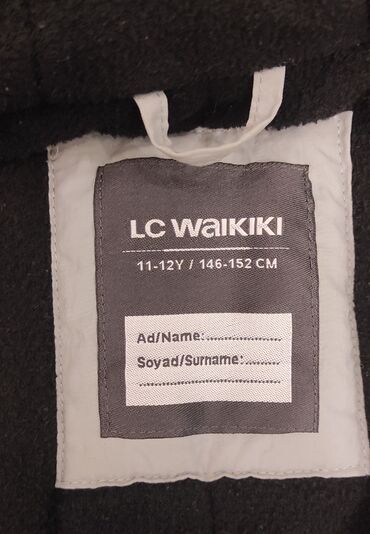 LC WAIKIKI
11-12Y / 146-152 CM
Ad/Name:..................
Soyad/Surname:..........
................................